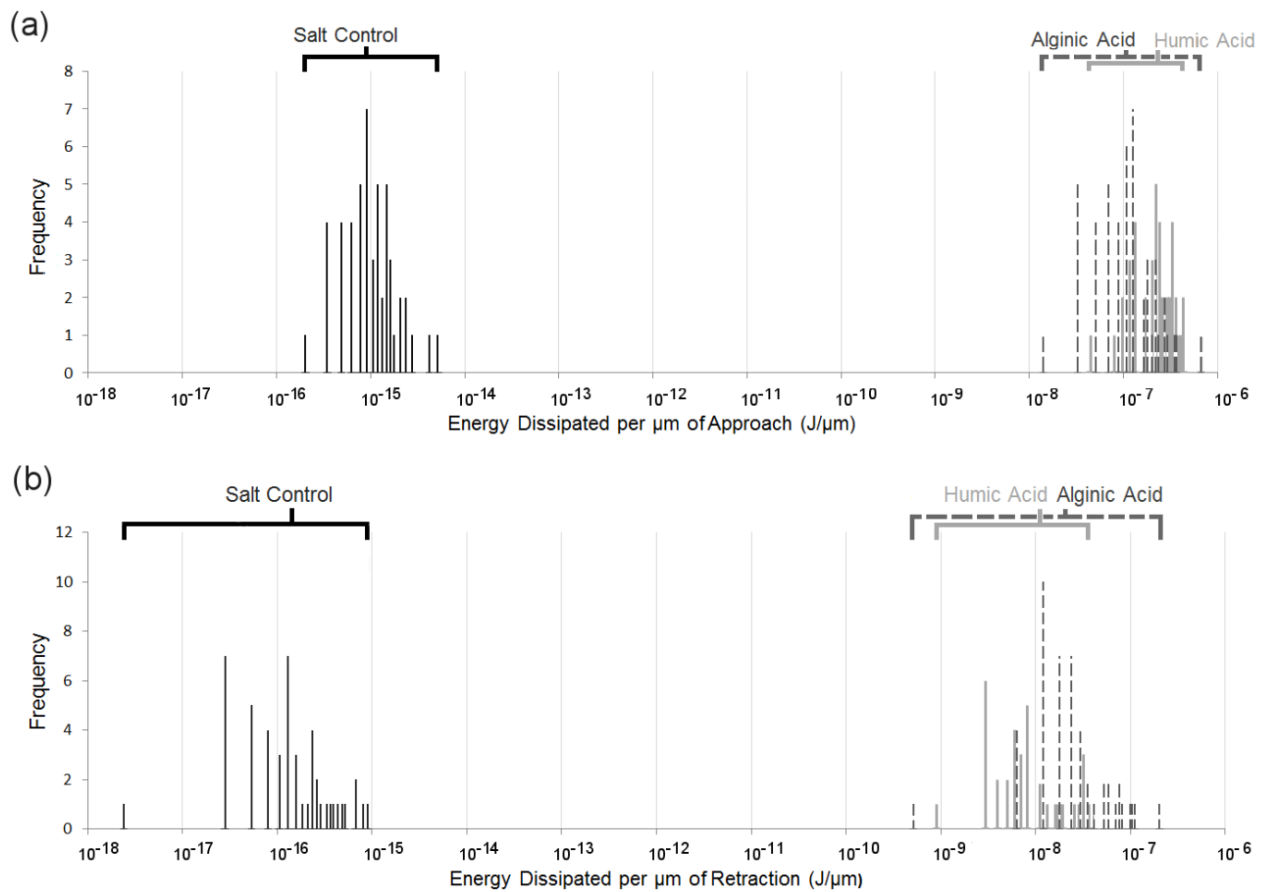 (a)
Salt Control
Alginic Acid Humic Acid
8
7
6
5
4
3
2
1
0
Frequency
10-18 10-17 10-16 10-15 10-14 10-13 10-12 10-11 10-10 10-9 10-8 10-7 10-6
Energy Dissipated per µm of Approach (J/µm)
(b)
Salt Control
Humic Acid Alginic Acid
12
10
8
6
4
2
0
Frequency
10-18 10-17 10-16 10-15 10-14 10-13 10-12 10-11 10-10 10-9 10-8 10-7 10-6
Energy Dissipated per µm of Retraction (J/µm)